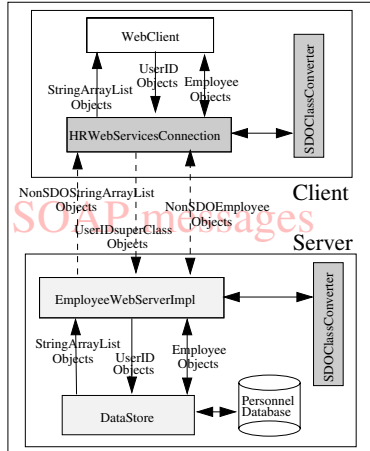 WebClient
StringArrayList
Objects
UserID
Objects
Employee
Objects
HRWebServicesConnection
SDOClassConverter
Client
NonSDOStringArrayList
Objects
NonSDOEmployee
Objects
SOAP messages
UserIDsuperClass
Objects
Server
EmployeeWebServerImpl
SDOClassConverter
StringArrayList
Objects
UserID
Objects
Employee
Objects
DataStore
Personnel
Database